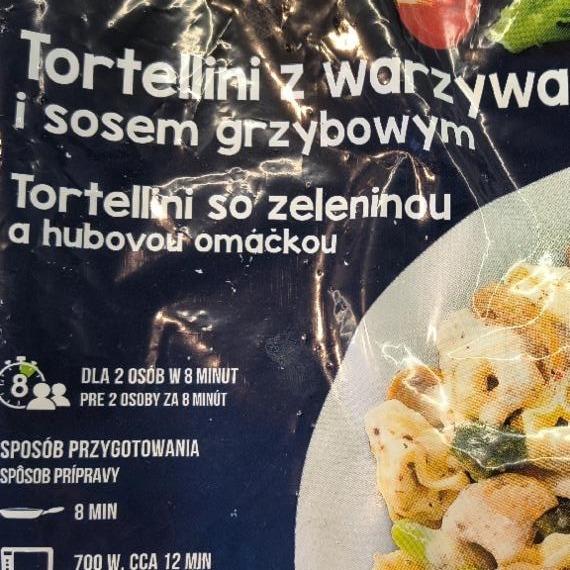 Tortellini z warzywa
i sosem grzybowym
Tortellini so zeleninou
a hubovou omáčkou
8
DLA 2 OSÓB W 8 MINUT
PRE 2 OSOBY ZA 8 MINÚT
SPOSÓB PRZYGOTOWANIA
SPÔSOB PRÍPRAVY
8 MIN
700 W, CCA 12 MIN